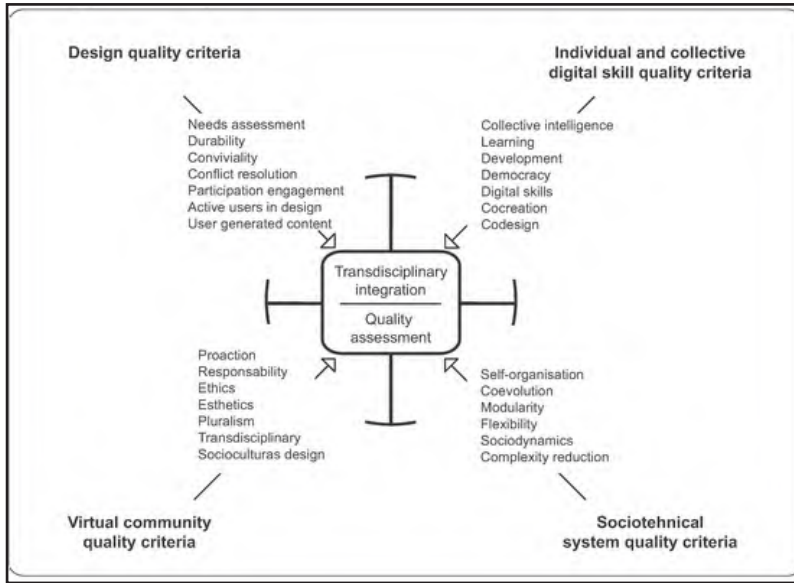 Design quality criteria
Individual and collective
digital skill quality criteria
Needs assessment
Durability
Conviviality
Conflict resolution
Participation engagement
Active users in design
User generated content
Collective intelligence
Learning
Development
Democracy
Digital skills
Cocreation
Codesign
Transdisciplinary
integration
Quality
assessment
Proaction
Responsability
Ethics
Esthetics
Pluralism
Transdisciplinary
Socioculturas design
Self-organisation
Coevolution
Modularity
Flexibility
Sociodynamics
Complexity reduction
Virtual community
quality criteria
Sociotehnical
system quality criteria